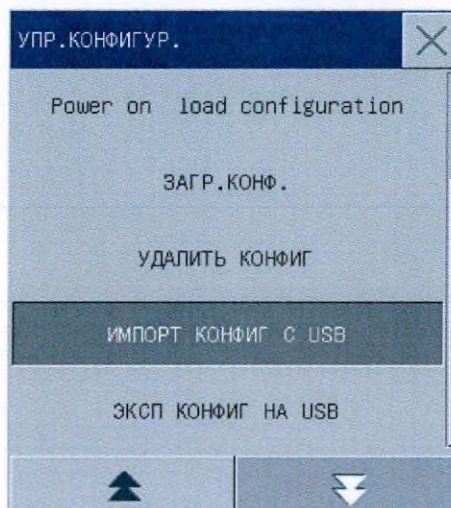 УПР.КОНФИГУР.
Power on load configuration
ЗАГР.КОНФ.
УДАЛИТЬ КОНФИГ
ИМПОРТ КОНФИГ С USB
ЭКСП КОНФИГ НА USB